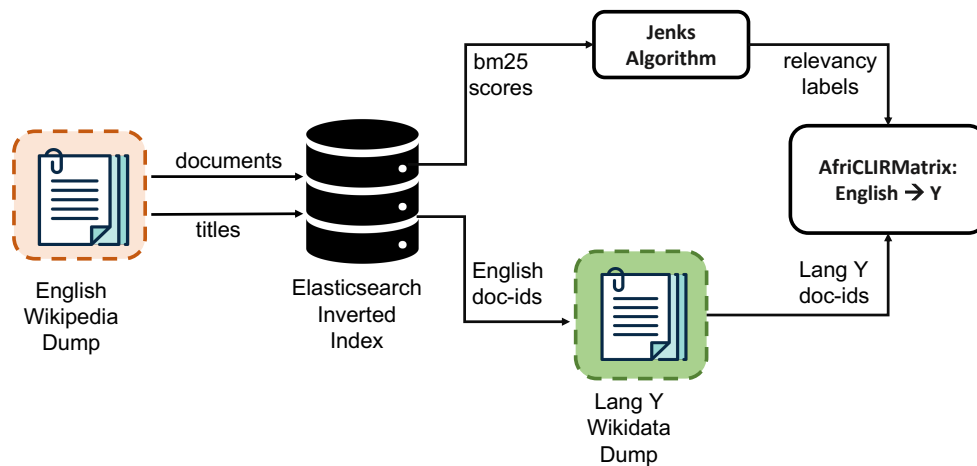 Jenks
Algorithm
bm25
scores
relevancy
labels
documents
titles
AfriCLIRMatrix:
English → Y
English
Wikipedia
Dump
Elasticsearch
Inverted
Index
English
doc-ids
Lang Y
doc-ids
Lang Y
Wikidata
Dump